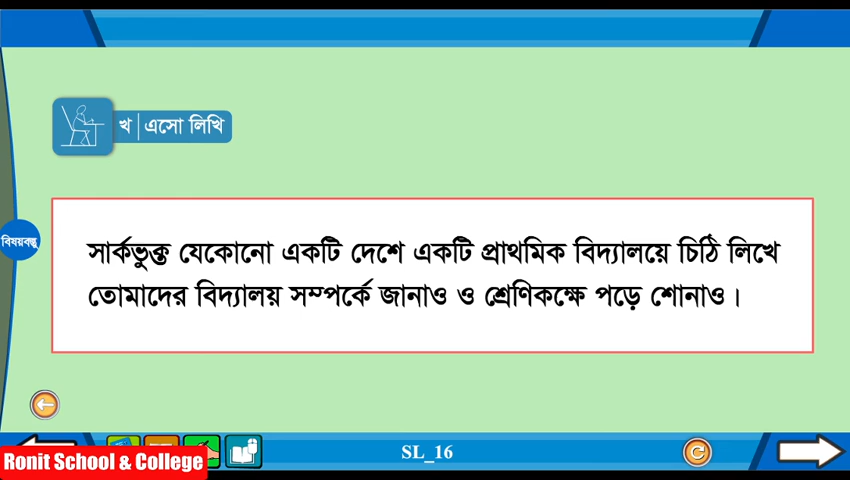 খ | এসো লিখি
বিষয়বস্তু
সার্কভুক্ত যেকোনো একটি দেশে একটি প্রাথমিক বিদ্যালয়ে চিঠি লিখে
তোমাদের বিদ্যালয় সম্পর্কে জানাও ও শ্রেণিকক্ষে পড়ে শোনাও।
SL_16
Ronit School & College